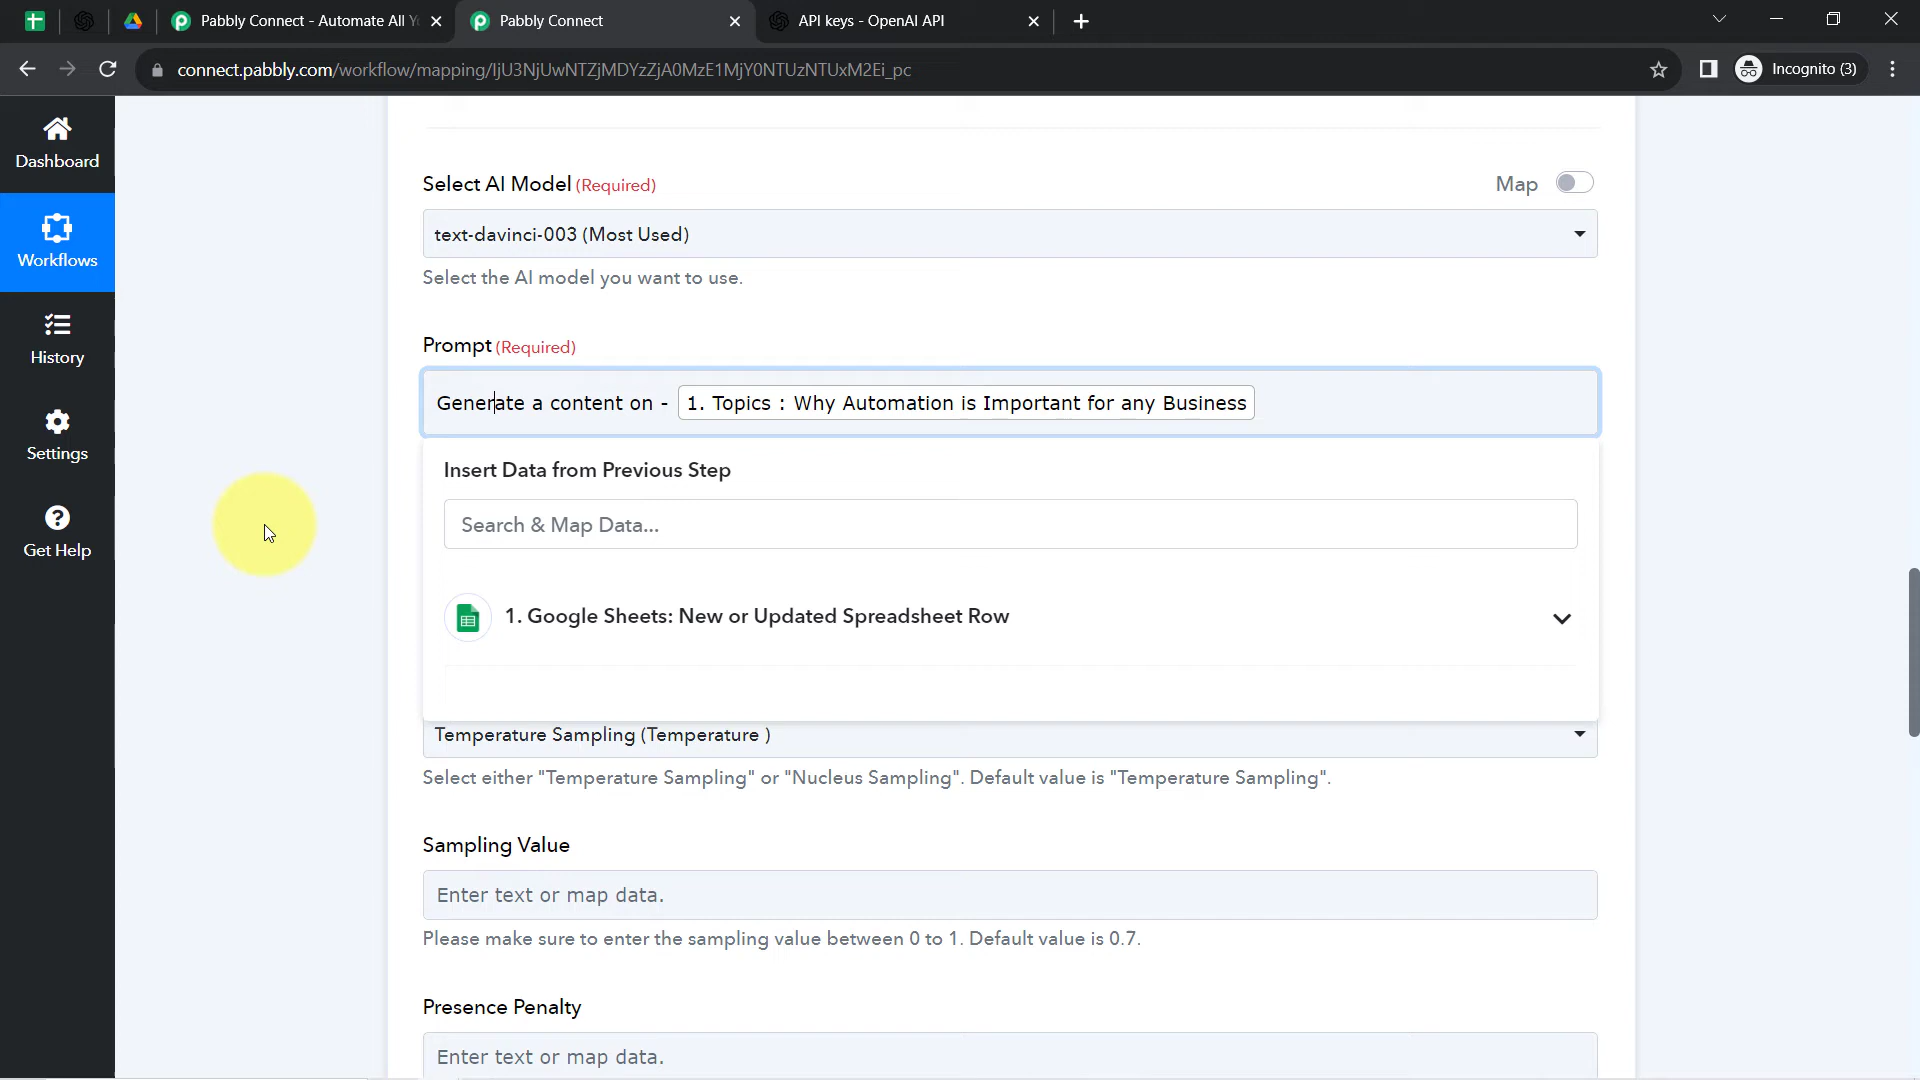 Pabbly Connect - Automate All Y
Pabbly Connect
API keys - OpenAI API
connect.pabbly.com/workflow/mapping/IjU3NjUwNTZjMDYzZjA0MzE1MjY0NTUzNTUxM2Ei_pc
Incognito (3)
Dashboard
Workflows
History
Settings
Get Help
Select AI Model (Required)
Map
text-davinci-003 (Most Used)
Select the AI model you want to use.
Prompt (Required)
Generate a content on - 1. Topics : Why Automation is Important for any Business
Insert Data from Previous Step
Search & Map Data...
1. Google Sheets: New or Updated Spreadsheet Row
Temperature Sampling (Temperature )
Select either "Temperature Sampling" or "Nucleus Sampling". Default value is "Temperature Sampling".
Sampling Value
Enter text or map data.
Please make sure to enter the sampling value between 0 to 1. Default value is 0.7.
Presence Penalty
Enter text or map data.